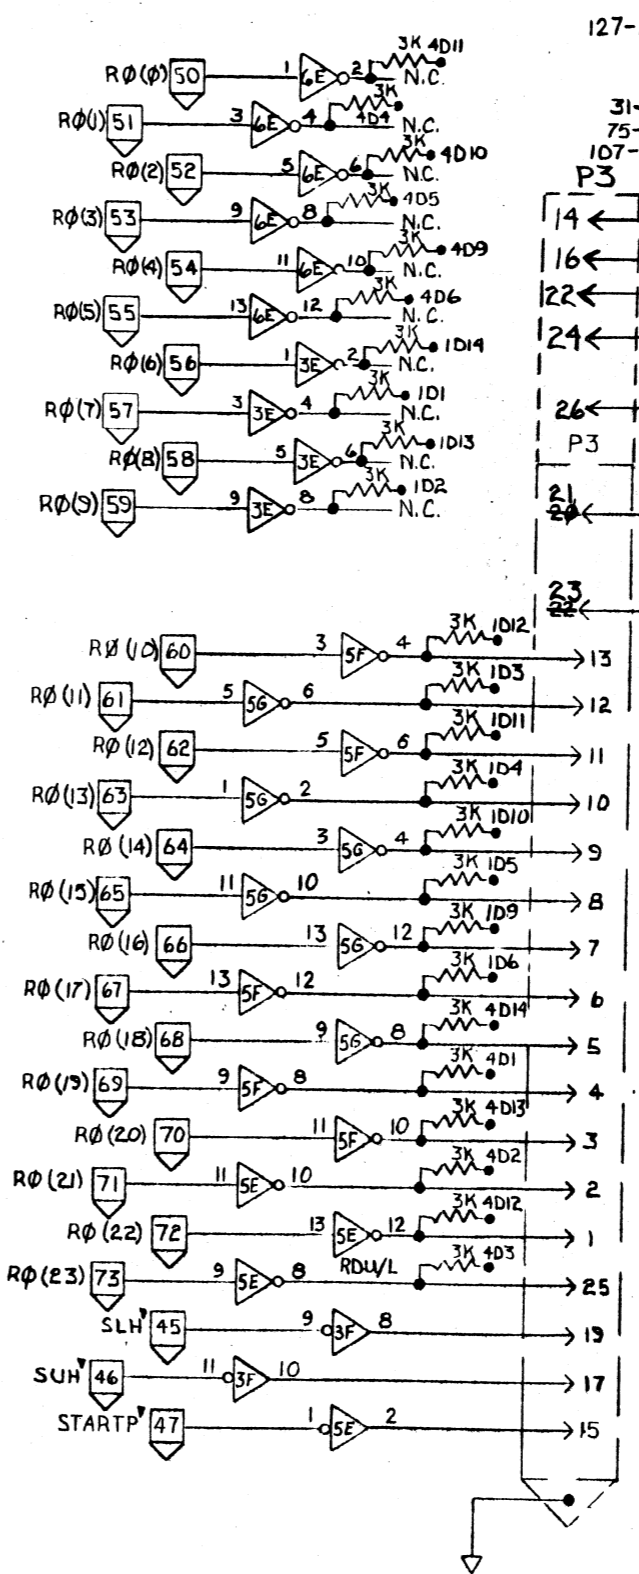 127-
3K 4D11
RØ(0) 50 1 6E 2 N.C.
3K
31-
RØ(1) 51 3 6E 4 4D4 N.C.
75-
3K
107-
RØ(2) 52 5 6E 6 4D10 N.C.
P3
3K 4D5
RØ(3) 53 9 6E 8 N.C.
14
3K 4D9
RØ(4) 54 11 6E 10 N.C.
16
3K 4D6
RØ(5) 55 13 6E 12 N.C.
22
3K 1D14
RØ(6) 56 1 3E 2 N.C.
24
3K 1D1
RØ(7) 57 3 3E 4 N.C.
26
3K 1D13
RØ(8) 58 5 3E 6 N.C.
P3
3K 1D2
RØ(9) 59 9 3E 8 N.C.
21
20
23
22
3K 1D12
RØ(10) 60 3 5F 4 13
3K 1D3
RØ(11) 61 5 5G 6 12
3K 1D11
RØ(12) 62 5 5F 6 11
3K 1D4
RØ(13) 63 1 5G 2 10
3K 1D10
RØ(14) 64 3 5G 4 9
3K 1D5
RØ(15) 65 11 5G 10 8
3K 1D9
RØ(16) 66 13 5G 12 7
3K 1D6
RØ(17) 67 13 5F 12 6
3K 4D14
RØ(18) 68 9 5G 8 5
3K 4D1
RØ(19) 69 9 5F 8 4
3K 4D13
RØ(20) 70 11 5F 10 3
3K 4D2
RØ(21) 71 11 5E 10 2
3K 4D12
RØ(22) 72 13 5E 12 1
RDU/L
3K 4D3
RØ(23) 73 9 5E 8 25
SLH' 45 9 3F 8 19
SUH' 46 11 3F 10 17
STARTP' 47 1 5E 2 15